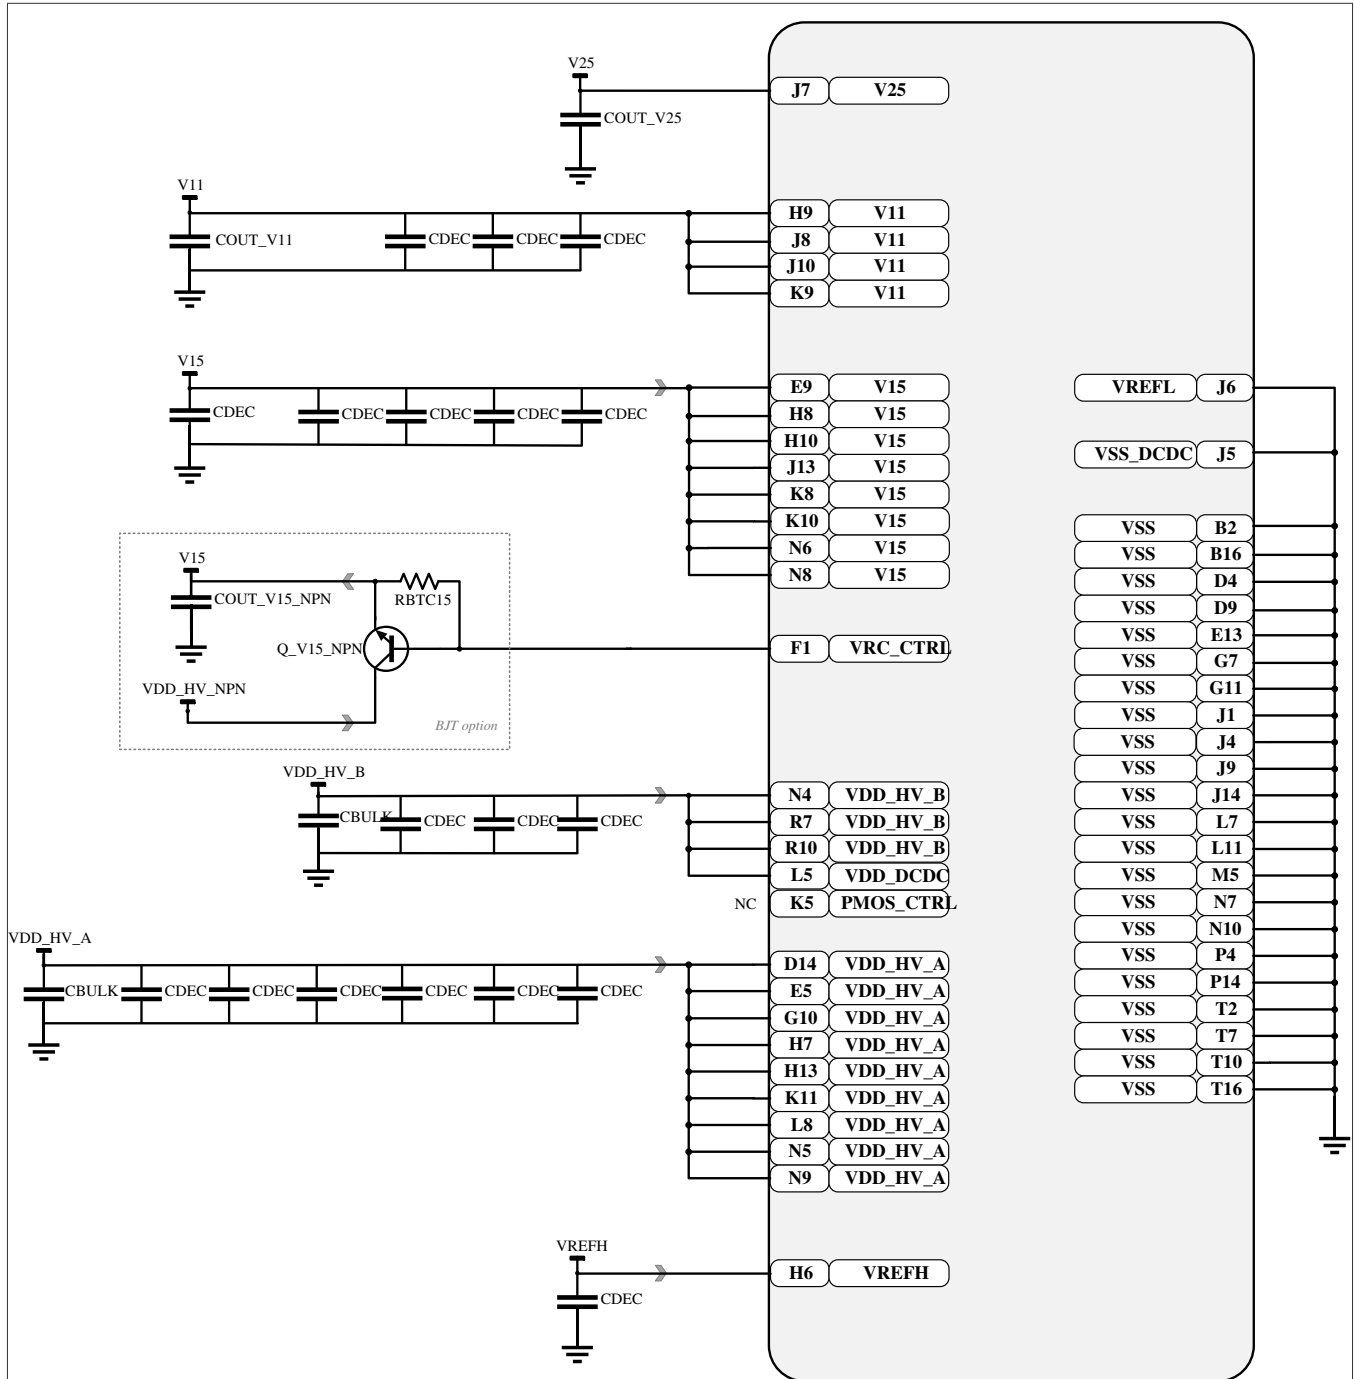 V25
J7 V25
COUT_V25
V11
H9 V11
COUT_V11 CDEC CDEC CDEC J8 V11
J10 V11
K9 V11
V15
E9 V15 VREFL J6
CDEC CDEC CDEC CDEC CDEC H8 V15
H10 V15
VSS_DCDC J5
J13 V15
K8 V15
K10 V15
VSS B2
N6 V15
VSS B16
V15
N8 V15
VSS D4
COUT_V15_NPN RBTC15
VSS D9
VSS E13
Q_V15_NPN F1 VRC_CTRL
VSS G7
VDD_HV_NPN
VSS G11
VSS J1
BJT option
VSS J4
VDD_HV_B
VSS J9
N4 VDD_HV_B VSS J14
CBULK CDEC CDEC CDEC R7 VDD_HV_B VSS L7
R10 VDD_HV_B VSS L11
L5 VDD_DCDC VSS M5
NC K5 PMOS_CTRL VSS N7
VSS N10
VDD_HV_A
VSS P4
D14 VDD_HV_A
VSS P14
CBULK CDEC CDEC CDEC CDEC CDEC CDEC E5 VDD_HV_A
VSS T2
G10 VDD_HV_A
VSS T7
H7 VDD_HV_A
VSS T10
H13 VDD_HV_A
VSS T16
K11 VDD_HV_A
L8 VDD_HV_A
N5 VDD_HV_A
N9 VDD_HV_A
VREFH
H6 VREFH
CDEC